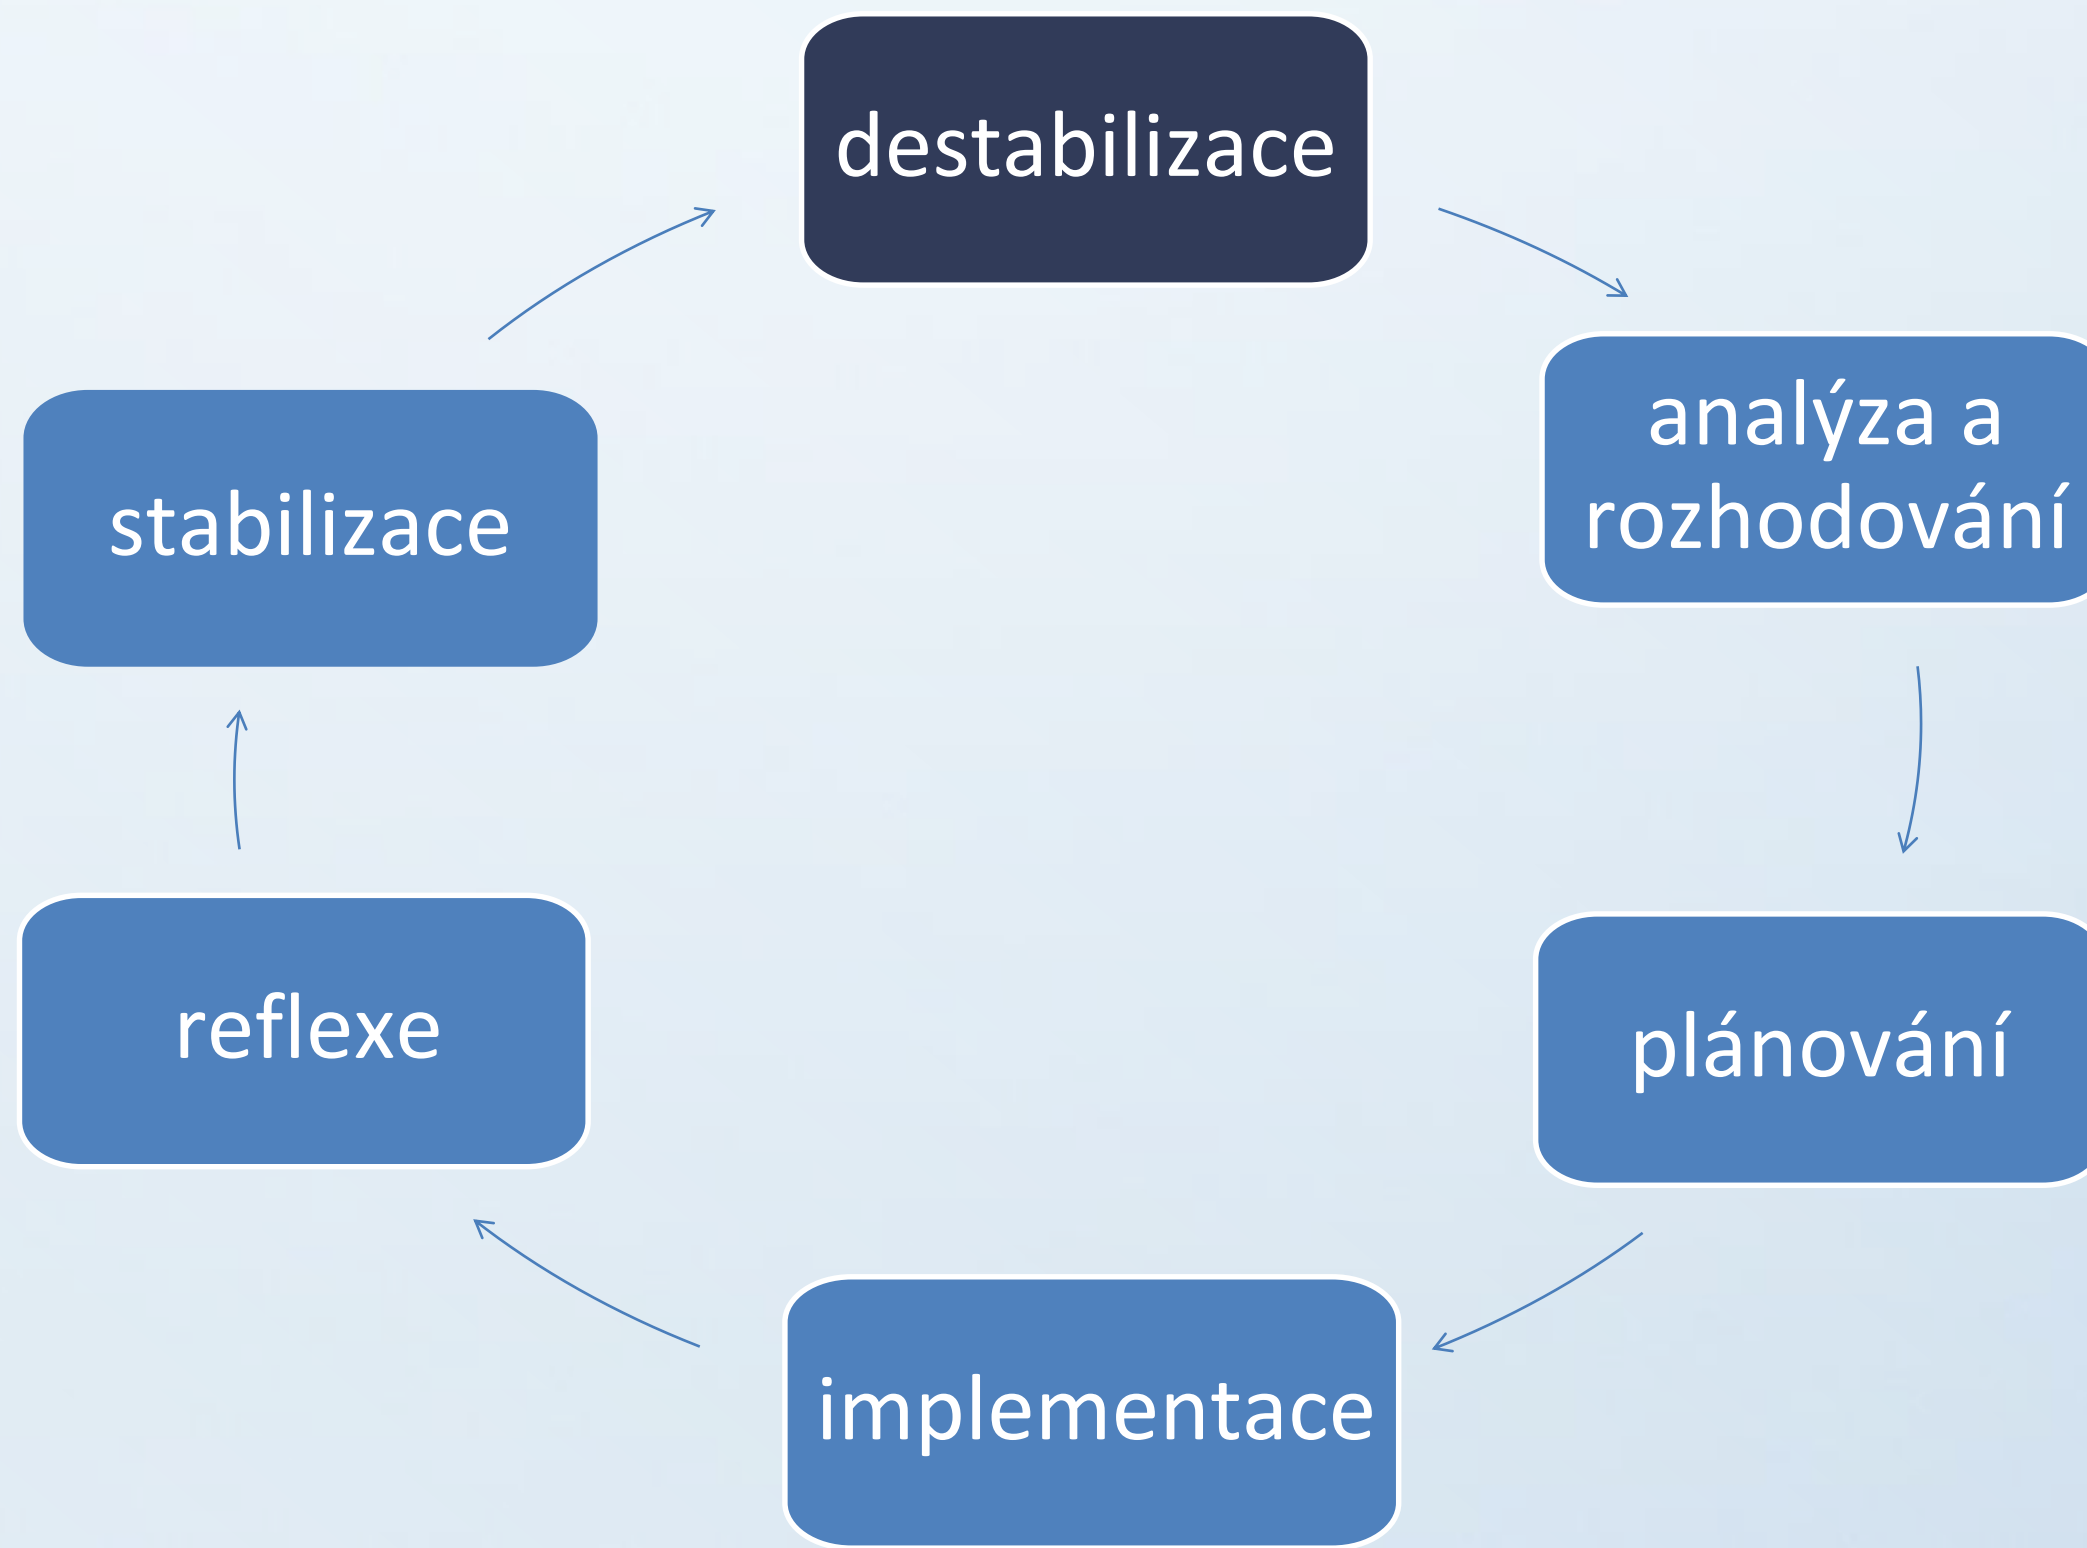 destabilizace
analýza a
rozhodování
plánování
implementace
reflexe
stabilizace